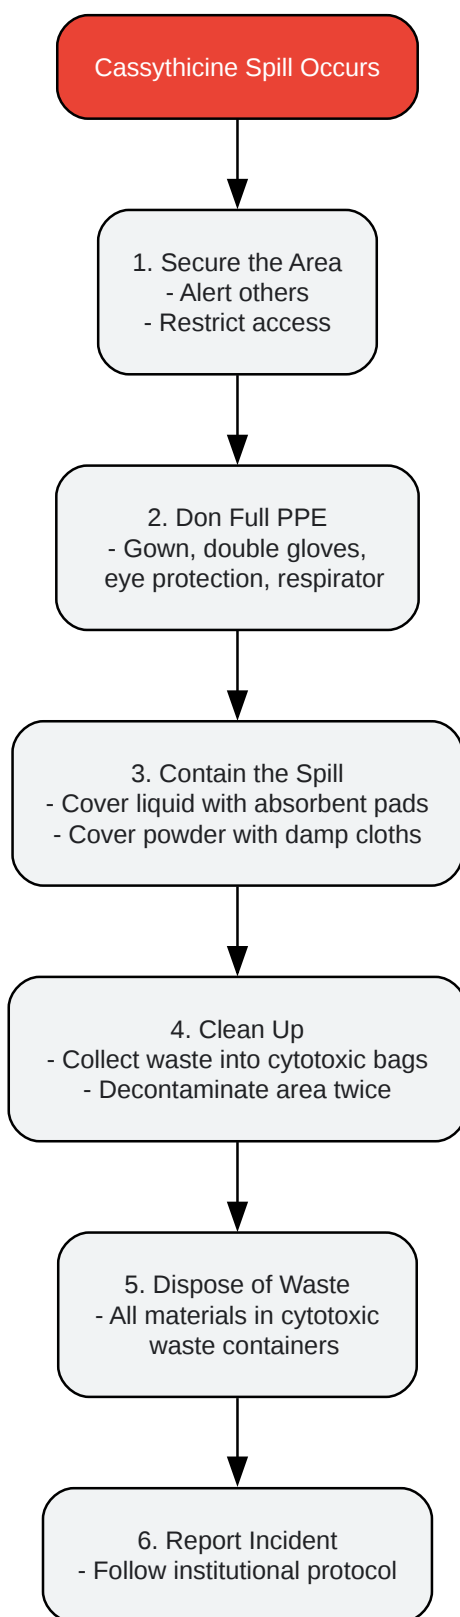 Cassythicine Spill Occurs
1. Secure the Area
- Alert others
- Restrict access
2. Don Full PPE
- Gown, double gloves,
eye protection, respirator
3. Contain the Spill
- Cover liquid with absorbent pads
- Cover powder with damp cloths
4. Clean Up
- Collect waste into cytotoxic bags
- Decontaminate area twice
5. Dispose of Waste
- All materials in cytotoxic
waste containers
6. Report Incident
- Follow institutional protocol